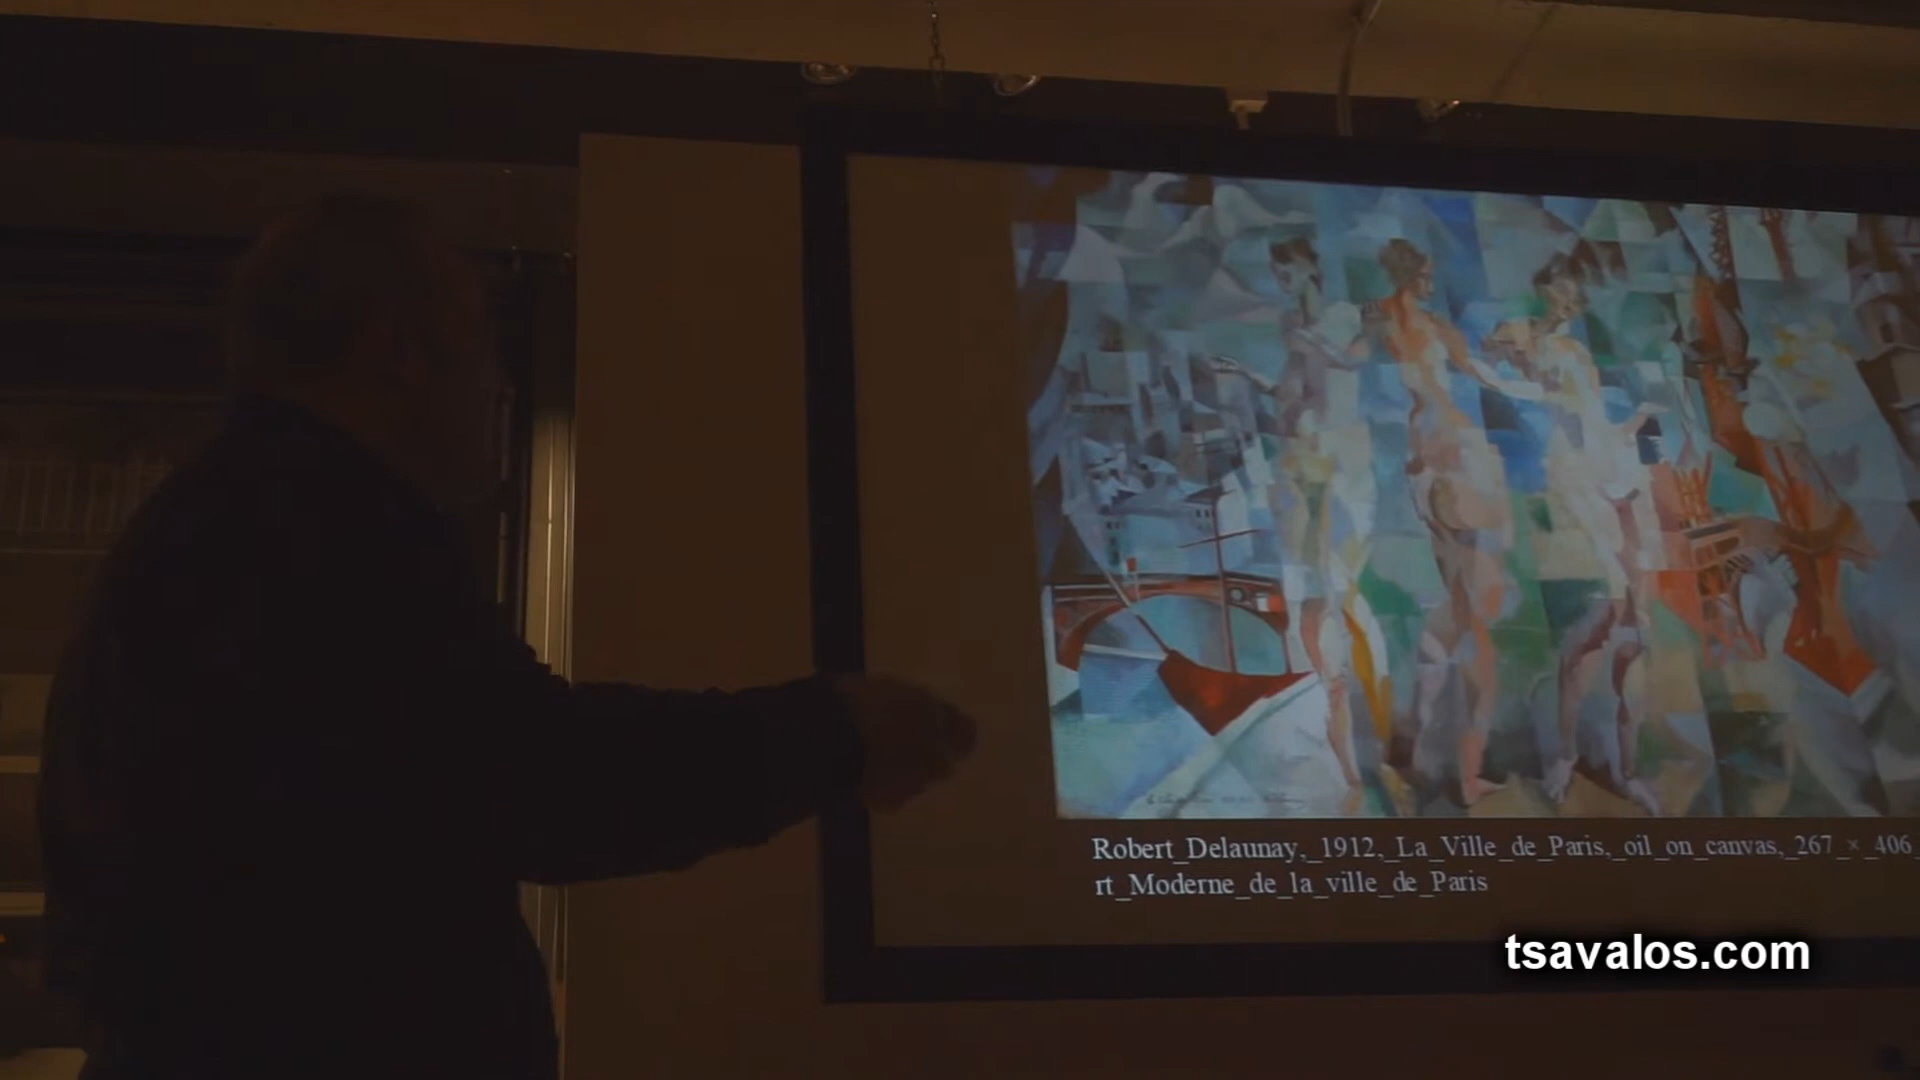 Robert_Delaunay,_1912,_La_Ville_de_Paris,_oil_on_canvas,_267_×_406_
rt_Moderne_de_la_ville_de_Paris
tsavalos.com